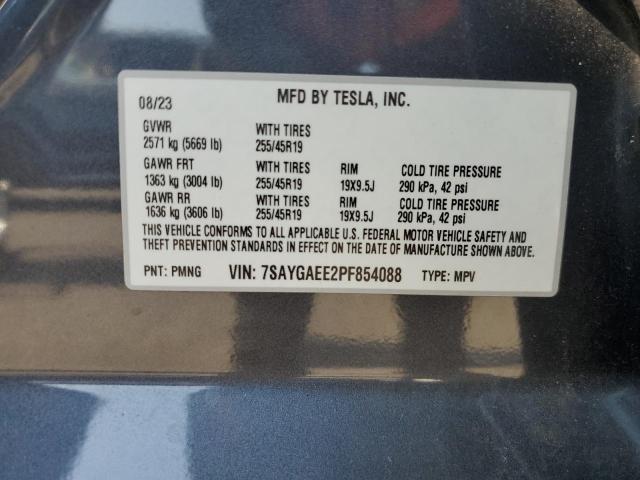 08/23 MFD BY TESLA, INC.
GVWR WITH TIRES
2571 kg (5669 lb) 255/45R19
GAWR FRT WITH TIRES RIM COLD TIRE PRESSURE
1363 kg (3004 lb) 255/45R19 19X9.5J 290 kPa, 42 psi
GAWR RR WITH TIRES RIM COLD TIRE PRESSURE
1636 kg (3606 lb) 255/45R19 19X9.5J 290 kPa, 42 psi
THIS VEHICLE CONFORMS TO ALL APPLICABLE U.S. FEDERAL MOTOR VEHICLE SAFETY AND
THEFT PREVENTION STANDARDS IN EFFECT ON THE DATE OF MANUFACTURE SHOWN ABOVE.
PNT: PMNG VIN: 7SAYGAEE2PF854088 TYPE: MPV